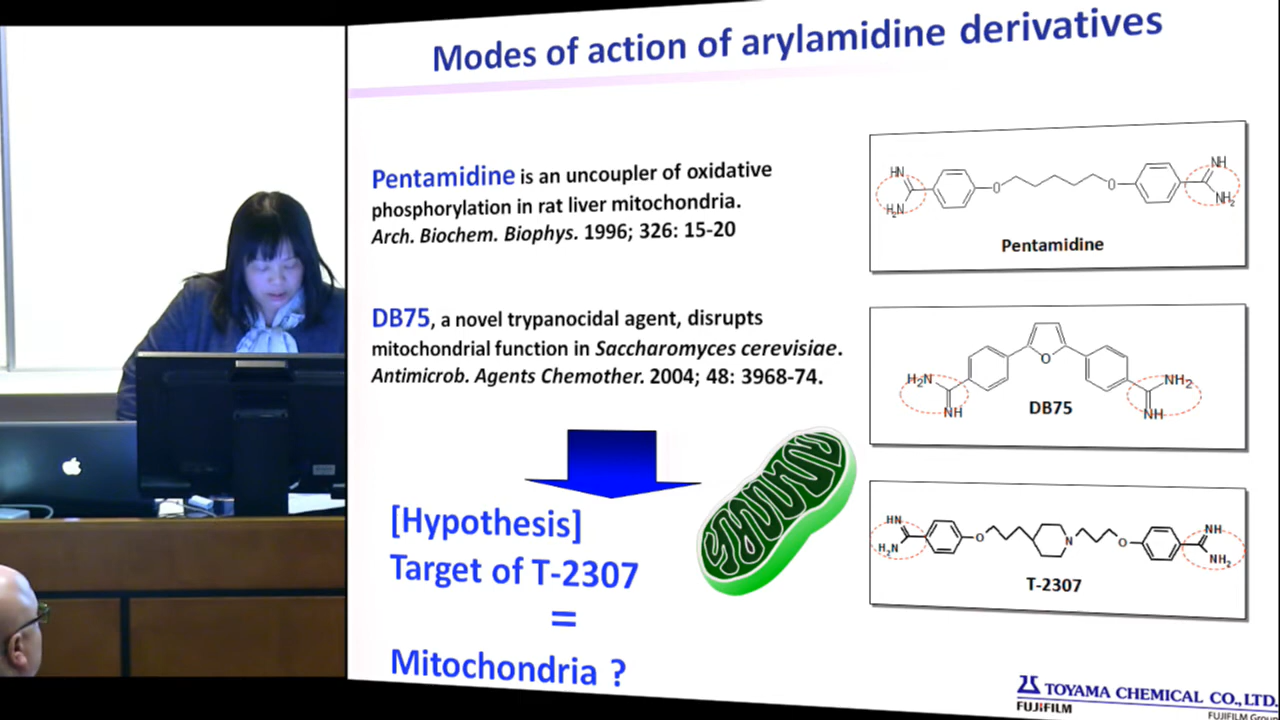 Modes of action of arylamidine derivatives
Pentamidine is an uncoupler of oxidative
phosphorylation in rat liver mitochondria.
Arch. Biochem. Biophys. 1996; 326: 15-20
DB75, a novel trypanocidal agent, disrupts
mitochondrial function in Saccharomyces cerevisiae.
Antimicrob. Agents Chemother. 2004; 48: 3968-74.
[Hypothesis]
Target of T-2307
=
Mitochondria ?
HN
H₂N
O
O
NH
NH₂
Pentamidine
O
H₂N
NH
NH₂
NH
DB75
HN
H₂N
O
N
O
NH
NH₂
T-2307
TOYAMA CHEMICAL CO., LTD.
FUJIFILM
FUJIFILM Group